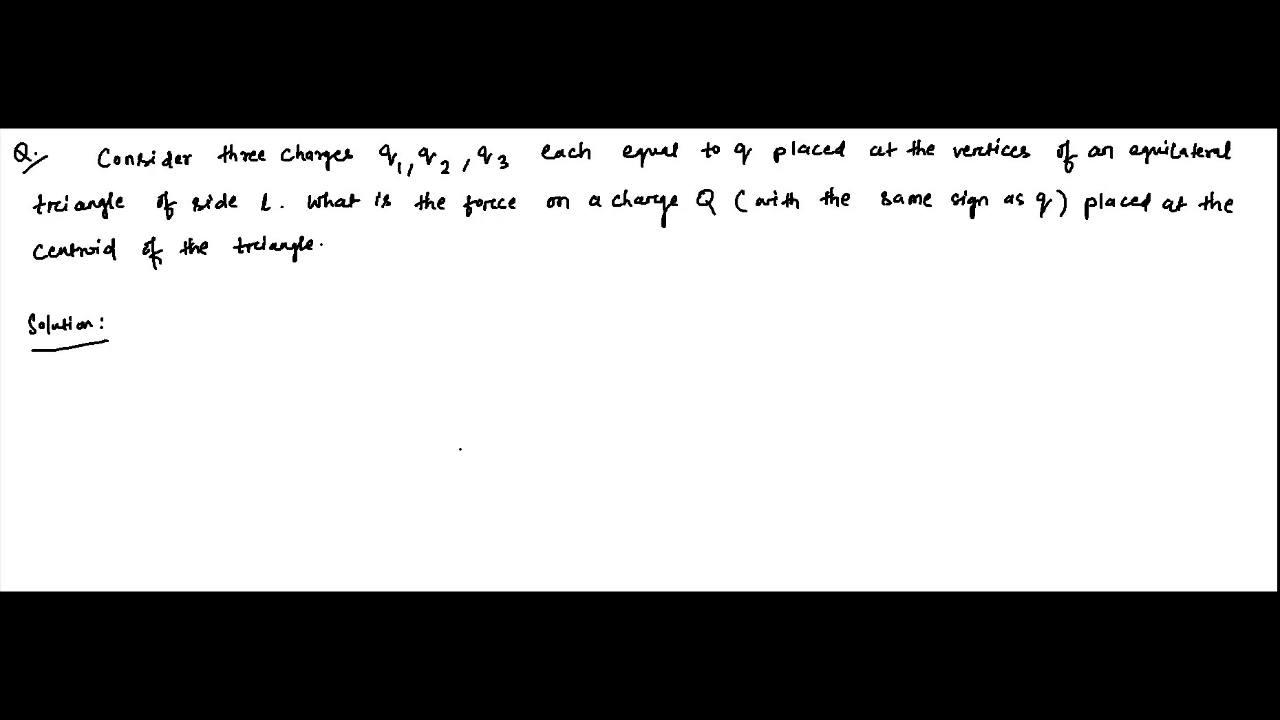 Q. Consider three charges q1, q2, q3 each equal to q placed at the vertices of an equilateral
triangle of side l. What is the force on a charge Q (with the same sign as q) placed at the
centroid of the triangle.
Solution: